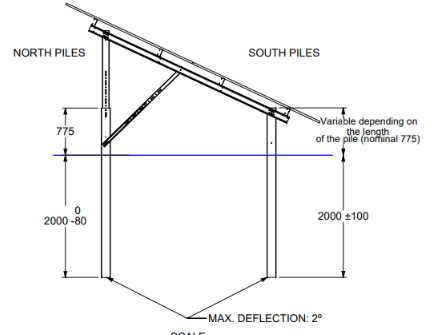 NORTH PILES
SOUTH PILES
Variable depending on
the length
of the pile (nominal 775)
775
0
2000 -80
2000 ±100
MAX. DEFLECTION: 2º
SCALE